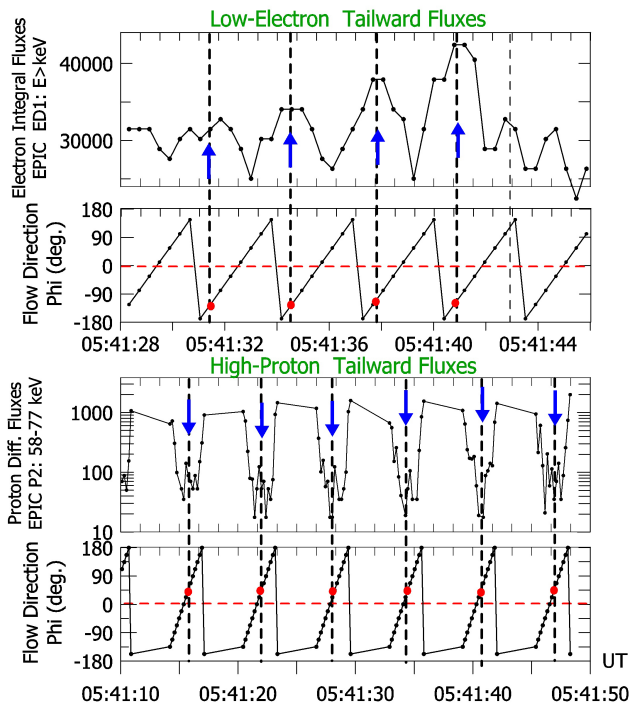 Low-Electron Tailward Fluxes
Electron Integral Fluxes
EPIC ED1: E>keV
40000
30000
Flow Direction
Phi (deg.)
180
90
0
-90
-180
05:41:28 05:41:32 05:41:36 05:41:40 05:41:44
High-Proton Tailward Fluxes
Proton Diff. Fluxes
EPIC P2: 58-77 keV
1000
100
10
Flow Direction
Phi (deg.)
180
90
0
-90
-180
UT
05:41:10 05:41:20 05:41:30 05:41:40 05:41:50